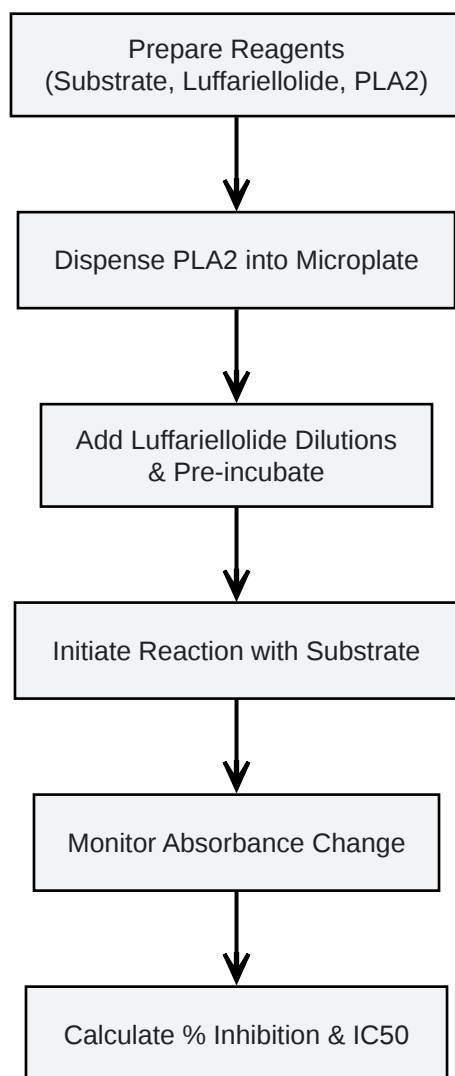 Prepare Reagents
(Substrate, Luffariellolide, PLA2)
Dispense PLA2 into Microplate
Add Luffariellolide Dilutions
& Pre-incubate
Initiate Reaction with Substrate
Monitor Absorbance Change
Calculate % Inhibition & IC50